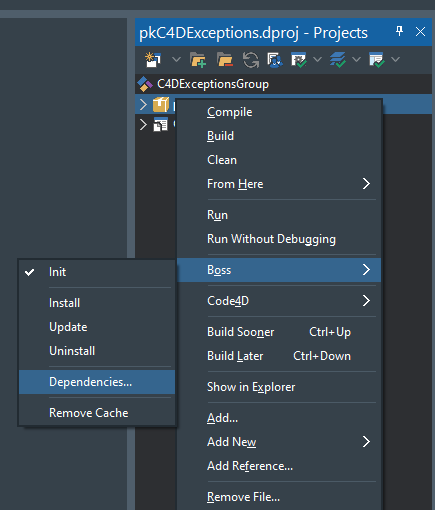 pkC4DExceptions.dproj - Projects
C4DExceptionsGroup
Compile
Build
Clean
From Here
Run
Run Without Debugging
Boss
Code4D
Build Sooner Ctrl+Up
Build Later Ctrl+Down
Show in Explorer
Add...
Add New
Add Reference...
Remove File...
Init
Install
Update
Uninstall
Dependencies...
Remove Cache